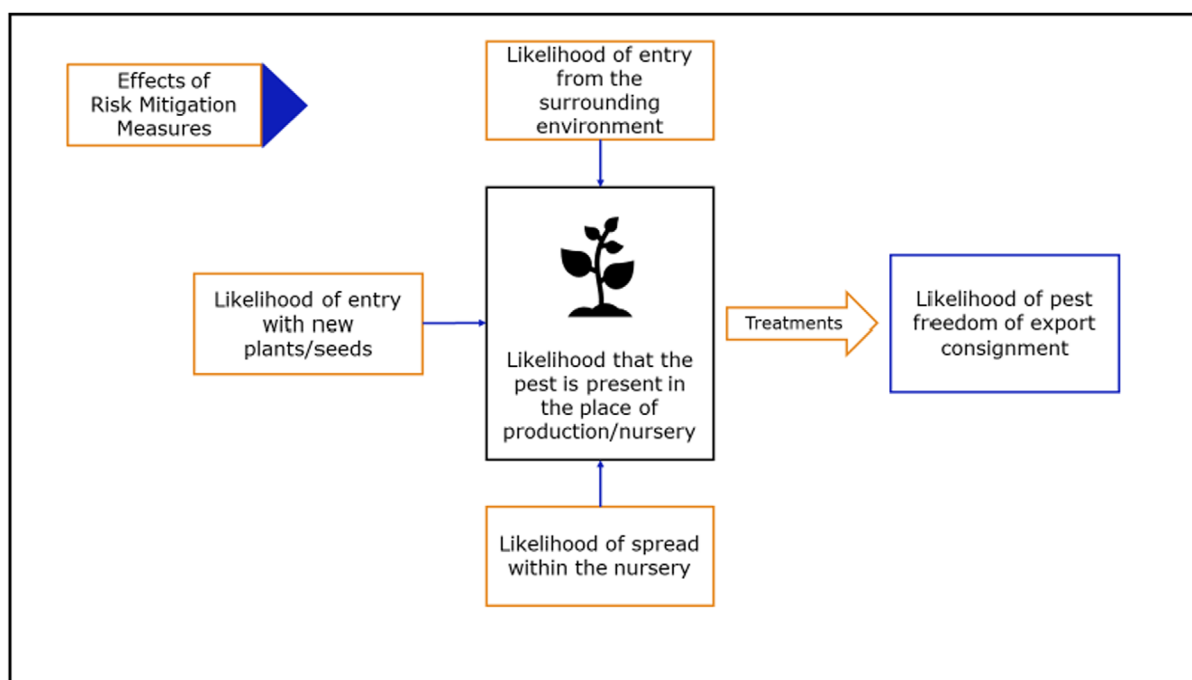 Effects of
Risk Mitigation
Measures
Likelihood of entry
from the
surrounding
environment
Likelihood of entry
with new
plants/seeds
Likelihood that the
pest is present in
the place of
production/nursery
Treatments
Likelihood of pest
freedom of export
consignment
Likelihood of spread
within the nursery